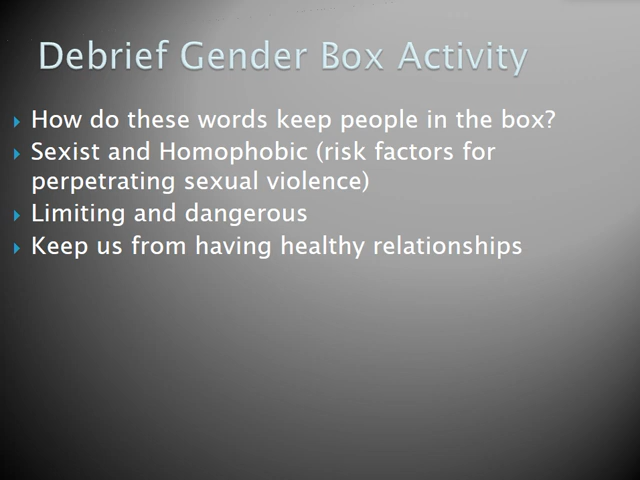 Debrief Gender Box Activity
How do these words keep people in the box?
Sexist and Homophobic (risk factors for
perpetrating sexual violence)
Limiting and dangerous
Keep us from having healthy relationships